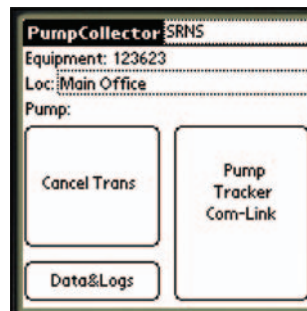 PumpCollector SRNS
Equipment: 123623
Loc: Main Office
Pump:
Cancel Trans
Pump
Tracker
Com-Link
Data&Logs